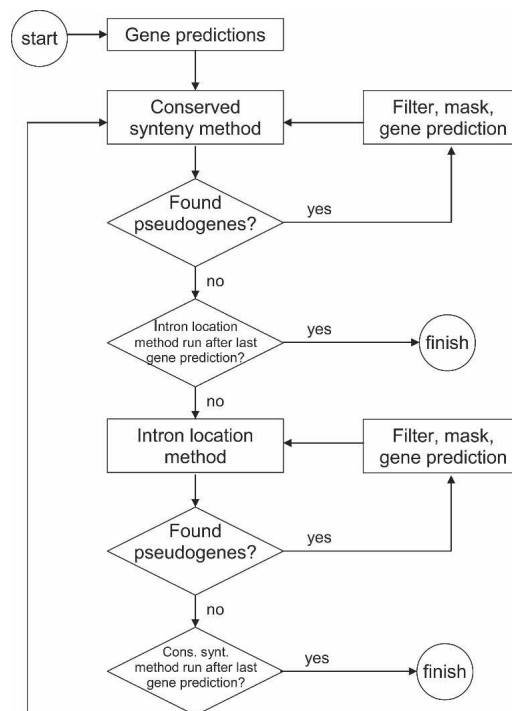 start
Gene predictions
Conserved
synteny method
Filter, mask,
gene prediction
Found
pseudogenes?
yes
no
Intron location
method run after last
gene prediction?
yes
finish
no
Intron location
method
Filter, mask,
gene prediction
Found
pseudogenes?
yes
no
Cons. synt.
method run after last
gene prediction?
yes
finish